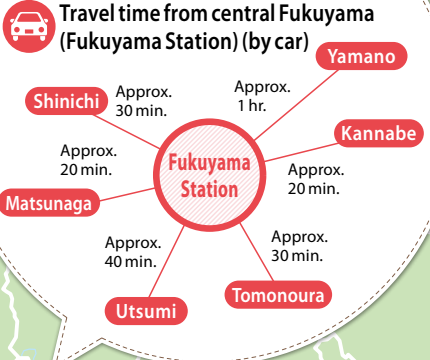 Travel time from central Fukuyama
(Fukuyama Station) (by car)
Yamano
Shinichi
Approx.
30 min.
Approx.
1 hr.
Kannabe
Approx.
20 min.
Fukuyama
Station
Approx.
20 min.
Matsunaga
Approx.
40 min.
Approx.
30 min.
Utsumi
Tomonoura